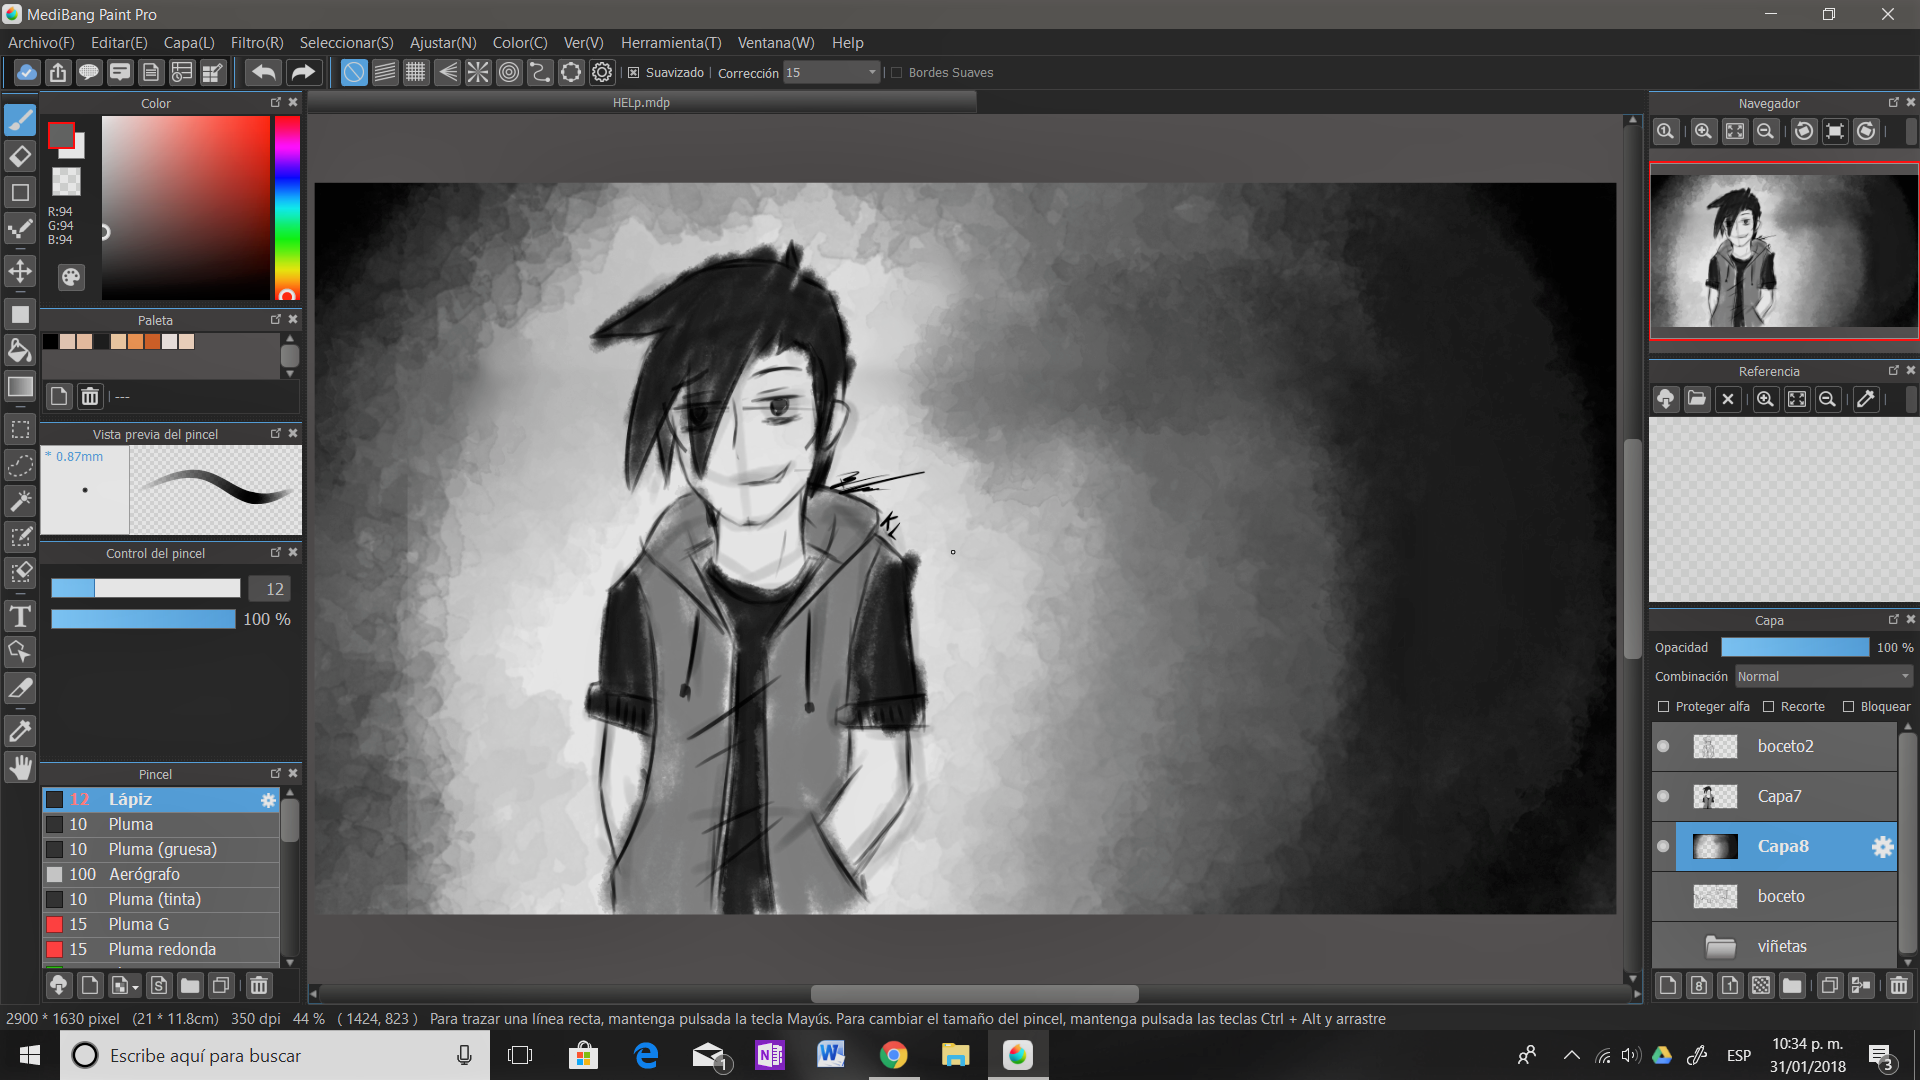 MediBang Paint Pro
Archivo(F) Editar(E) Capa(L) Filtro(R) Seleccionar(S) Ajustar(N) Color(C) Ver(V) Herramienta(T) Ventana(W) Help
Suavizado Corrección 15 Bordes Suaves
Color
HELp.mdp
Navegador
R:94
G:94
B:94
Paleta
---
Referencia
Vista previa del pincel
* 0.87mm
Control del pincel
12
100 %
Capa
Opacidad 100 %
Combinación Normal
Proteger alfa Recorte Bloquear
boceto2
Capa7
Capa8
boceto
viñetas
Pincel
12 Lápiz
10 Pluma
10 Pluma (gruesa)
100 Aerógrafo
10 Pluma (tinta)
15 Pluma G
15 Pluma redonda
2900 * 1630 pixel (21 * 11.8cm) 350 dpi 44 % ( 1424, 823 ) Para trazar una línea recta, mantenga pulsada la tecla Mayús. Para cambiar el tamaño del pincel, mantenga pulsada las teclas Ctrl + Alt y arrastre
Escribe aquí para buscar
1
ESP
10:34 p. m.
31/01/2018
3